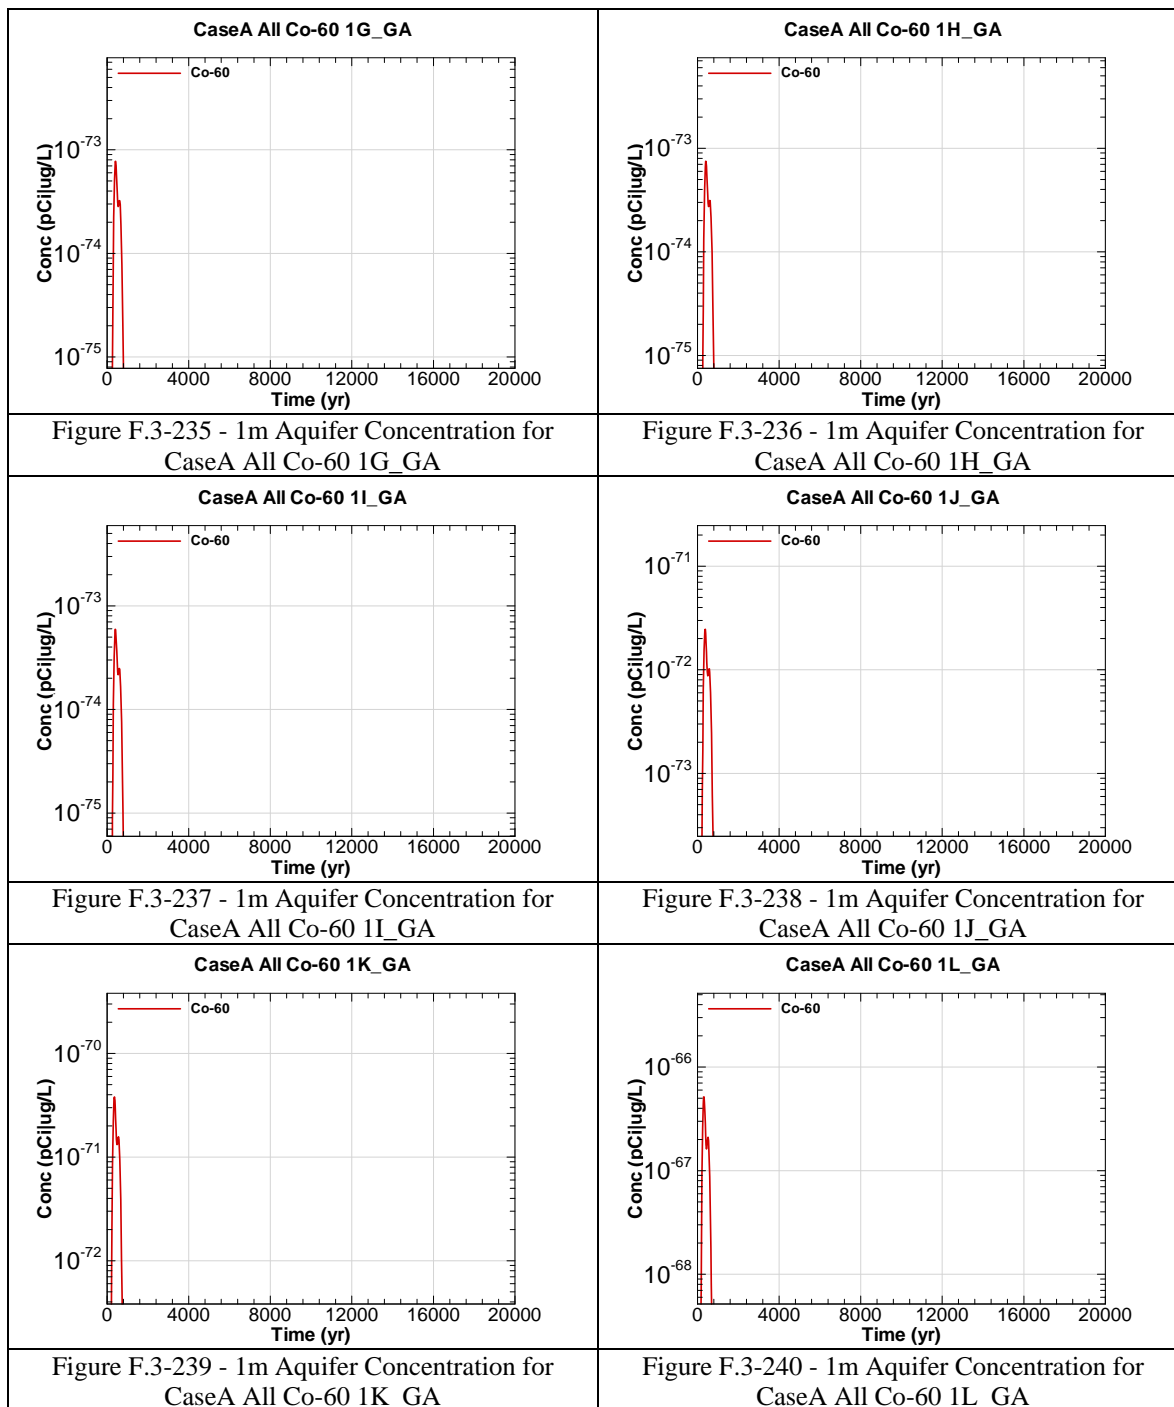 CaseA All Co-60 1G_GA
Co-60
10^-73
10^-74
10^-75
Conc (pCi|ug/L)
0 4000 8000 12000 16000 20000
Time (yr)
Figure F.3-235 - 1m Aquifer Concentration for
CaseA All Co-60 1G_GA
CaseA All Co-60 1H_GA
Co-60
10^-73
10^-74
10^-75
Conc (pCi|ug/L)
0 4000 8000 12000 16000 20000
Time (yr)
Figure F.3-236 - 1m Aquifer Concentration for
CaseA All Co-60 1H_GA
CaseA All Co-60 1I_GA
Co-60
10^-73
10^-74
10^-75
Conc (pCi|ug/L)
0 4000 8000 12000 16000 20000
Time (yr)
Figure F.3-237 - 1m Aquifer Concentration for
CaseA All Co-60 1I_GA
CaseA All Co-60 1J_GA
Co-60
10^-71
10^-72
10^-73
Conc (pCi|ug/L)
0 4000 8000 12000 16000 20000
Time (yr)
Figure F.3-238 - 1m Aquifer Concentration for
CaseA All Co-60 1J_GA
CaseA All Co-60 1K_GA
Co-60
10^-70
10^-71
10^-72
Conc (pCi|ug/L)
0 4000 8000 12000 16000 20000
Time (yr)
Figure F.3-239 - 1m Aquifer Concentration for
CaseA All Co-60 1K_GA
CaseA All Co-60 1L_GA
Co-60
10^-66
10^-67
10^-68
Conc (pCi|ug/L)
0 4000 8000 12000 16000 20000
Time (yr)
Figure F.3-240 - 1m Aquifer Concentration for
CaseA All Co-60 1L_GA